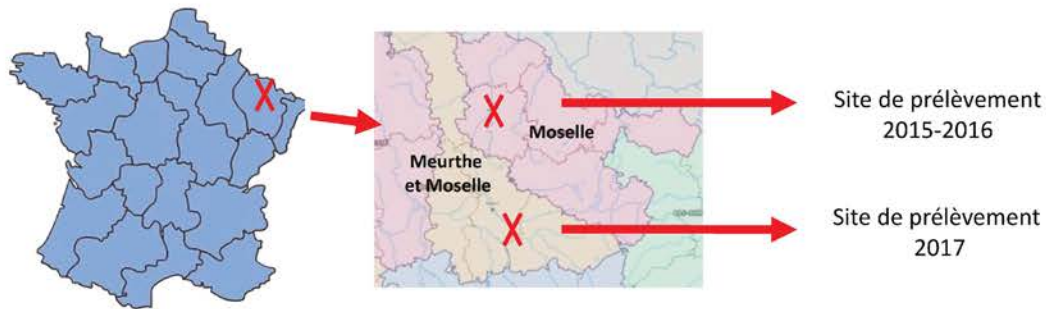 Site de prélèvement
2015-2016
Moselle
Meurthe
et Moselle
Site de prélèvement
2017